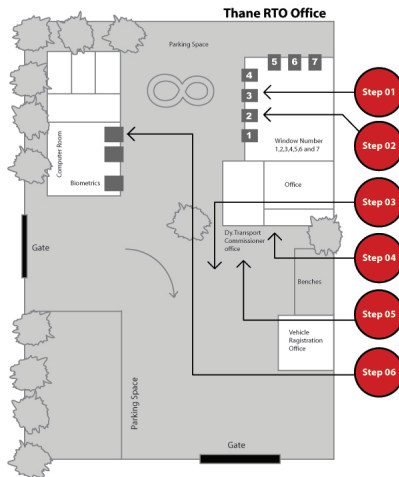 Thane RTO Office
Parking Space
5 6 7
4
3
2
1
Window Number
1,2,3,4,5,6 and 7
Step 01
Step 02
Computer Room
Biometrics
Office
Step 03
Dy. Transport
Commissioner
office
Gate
Step 04
Benches
Step 05
Vehicle
Registration
Office
Step 06
Parking Space
Gate